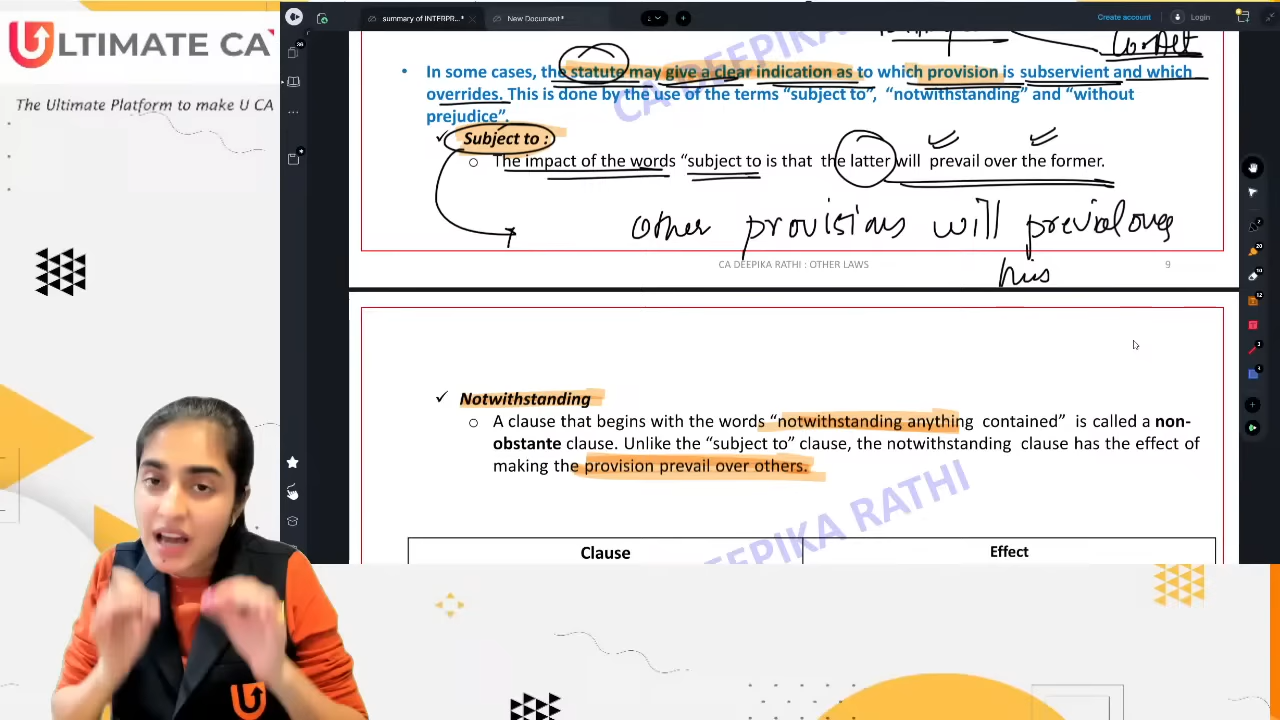 ULTIMATE CA
The Ultimate Platform to make U CA
summary of INTERPR...*
New Document*
Create account
Login
• In some cases, the statute may give a clear indication as to which provision is subservient and which
overrides. This is done by the use of the terms “subject to”, “notwithstanding” and “without
prejudice”.
✓ Subject to :
o The impact of the words “subject to is that the latter will prevail over the former.
other provisions will
CA DEEPIKA RATHI : OTHER LAWS
9
his
✓ Notwithstanding
o A clause that begins with the words “notwithstanding anything contained” is called a non-
obstante clause. Unlike the “subject to” clause, the notwithstanding clause has the effect of
making the provision prevail over others.
CA DEEPIKA RATHI
Clause
Effect